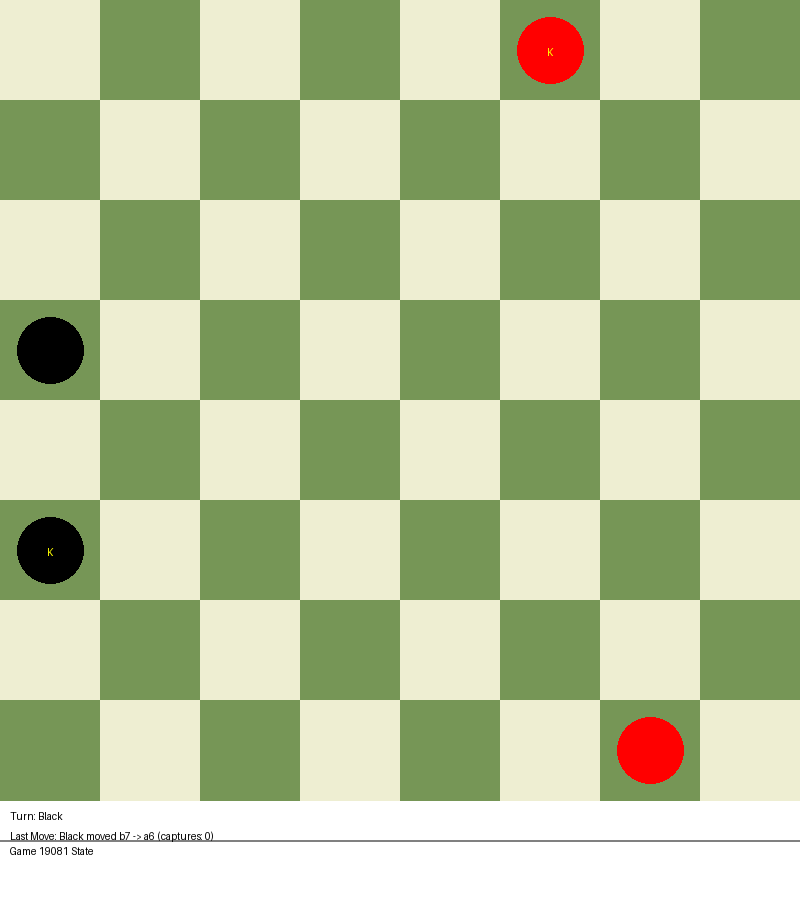 K
K
Turn: Black
Last Move: Black moved b7 -> a6 (captures: 0)
Game 19081 State